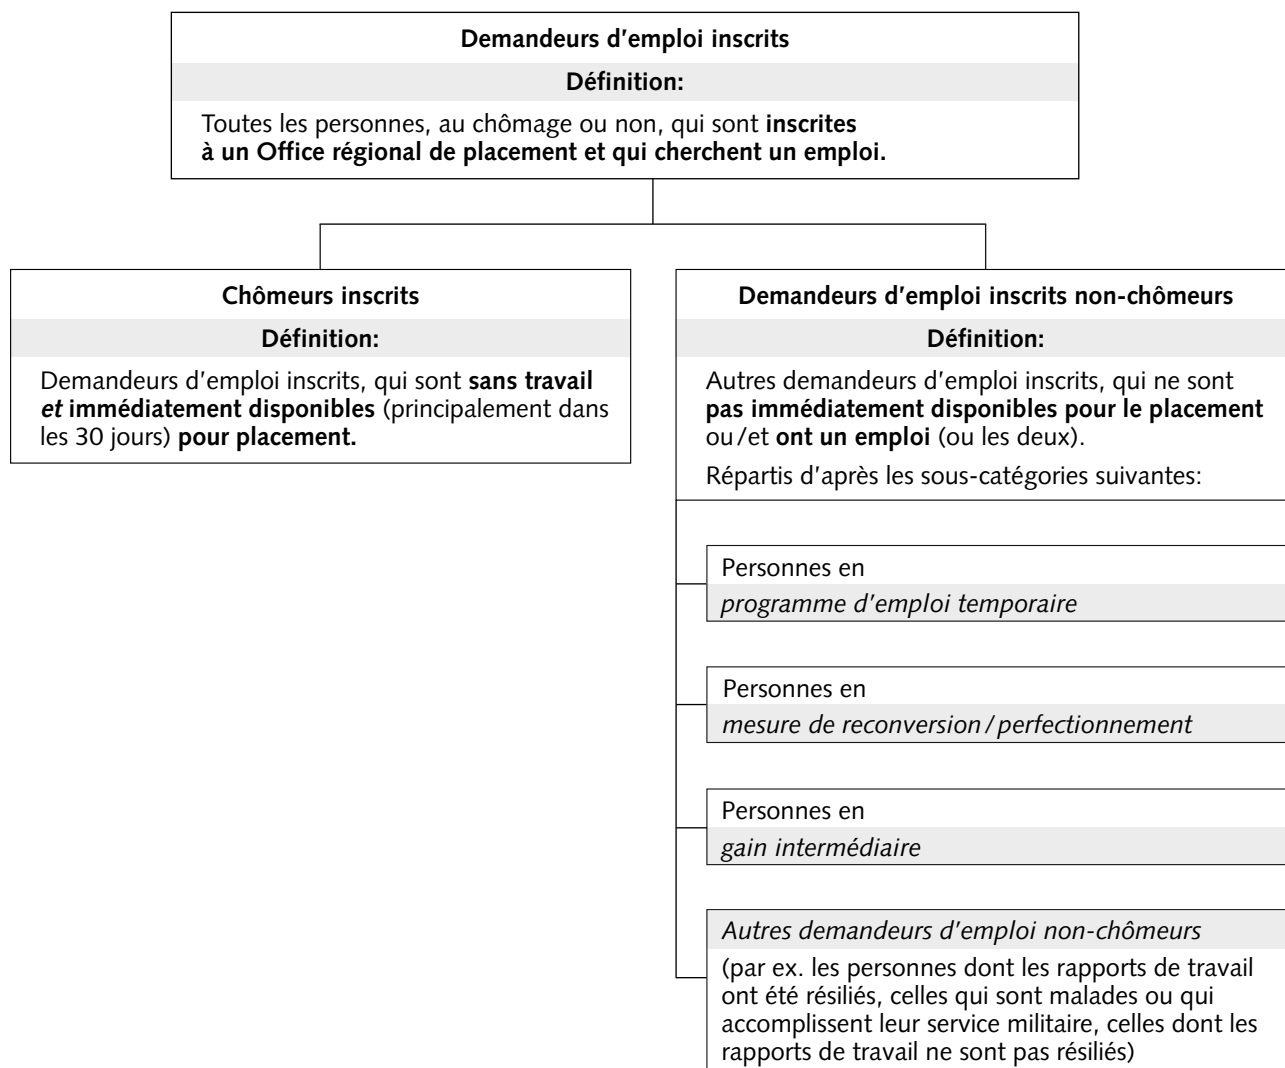 Demandeurs d'emploi inscrits
Définition:
Toutes les personnes, au chômage ou non, qui sont inscrites
à un Office régional de placement et qui cherchent un emploi.
Chômeurs inscrits
Définition:
Demandeurs d'emploi inscrits, qui sont sans travail
et immédiatement disponibles (principalement dans
les 30 jours) pour placement.
Demandeurs d'emploi inscrits non-chômeurs
Définition:
Autres demandeurs d'emploi inscrits, qui ne sont
pas immédiatement disponibles pour le placement
ou/et ont un emploi (ou les deux).
Répartis d'après les sous-catégories suivantes:
Personnes en
programme d'emploi temporaire
Personnes en
mesure de reconversion/perfectionnement
Personnes en
gain intermédiaire
Autres demandeurs d'emploi non-chômeurs
(par ex. les personnes dont les rapports de travail
ont été résiliés, celles qui sont malades ou qui
accomplissent leur service militaire, celles dont les
rapports de travail ne sont pas résiliés)